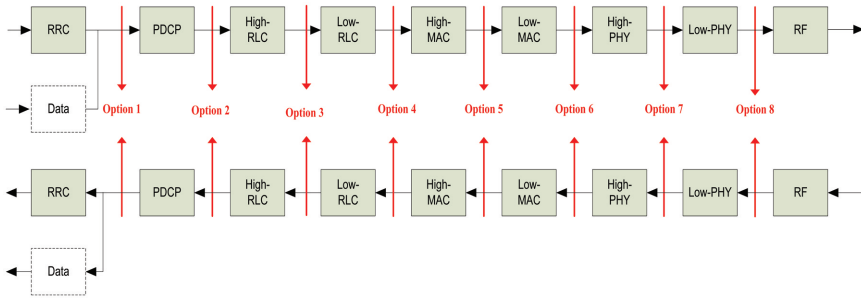 RRC
PDCP
High-
RLC
Low-
RLC
High-
MAC
Low-
MAC
High-
PHY
Low-PHY
RF
Data
Option 1
Option 2
Option 3
Option 4
Option 5
Option 6
Option 7
Option 8
RRC
PDCP
High-
RLC
Low-
RLC
High-
MAC
Low-
MAC
High-
PHY
Low-PHY
RF
Data